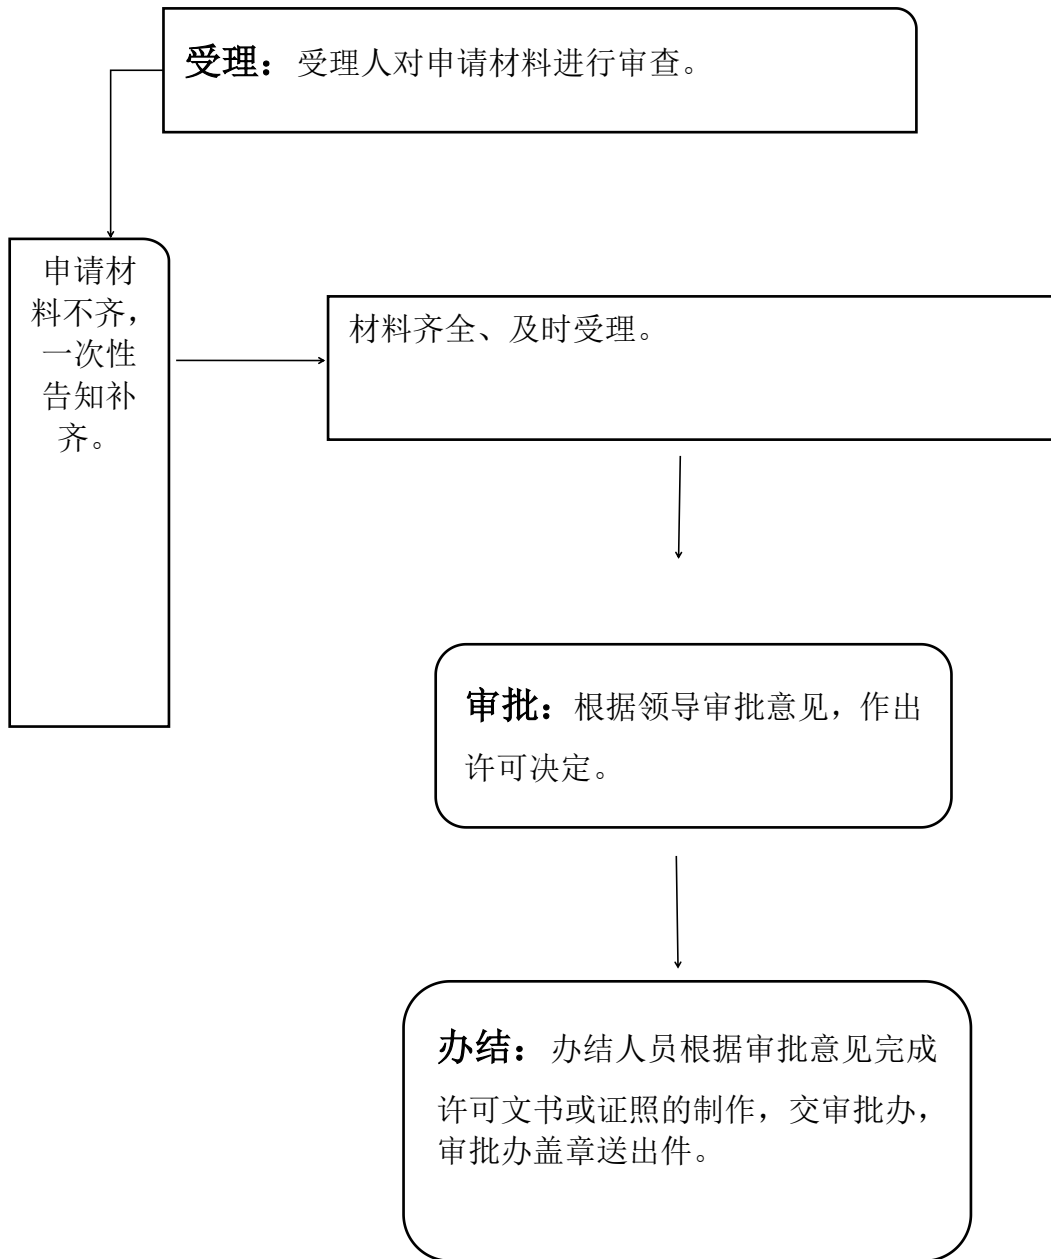 受理：受理人对申请材料进行审查。
申请材
料不齐，
一次性
告知补
齐。
材料齐全、及时受理。
审批：根据领导审批意见，作出
许可决定。
办结：办结人员根据审批意见完成
许可文书或证照的制作，交审批办，
审批办盖章送出件。